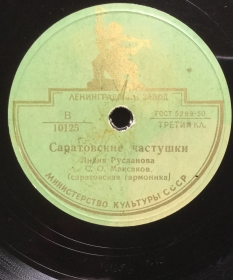 ЛЕНИНГРАДСКИЙ ЗАВОД
В
10125
ГОСТ 5289-50
ТРЕТИЙ КЛ.
Саратовские частушки
Лидия Русланова
С. О. Максаков
(саратовская гармоника)
МИНИСТЕРСТВО КУЛЬТУРЫ СССР